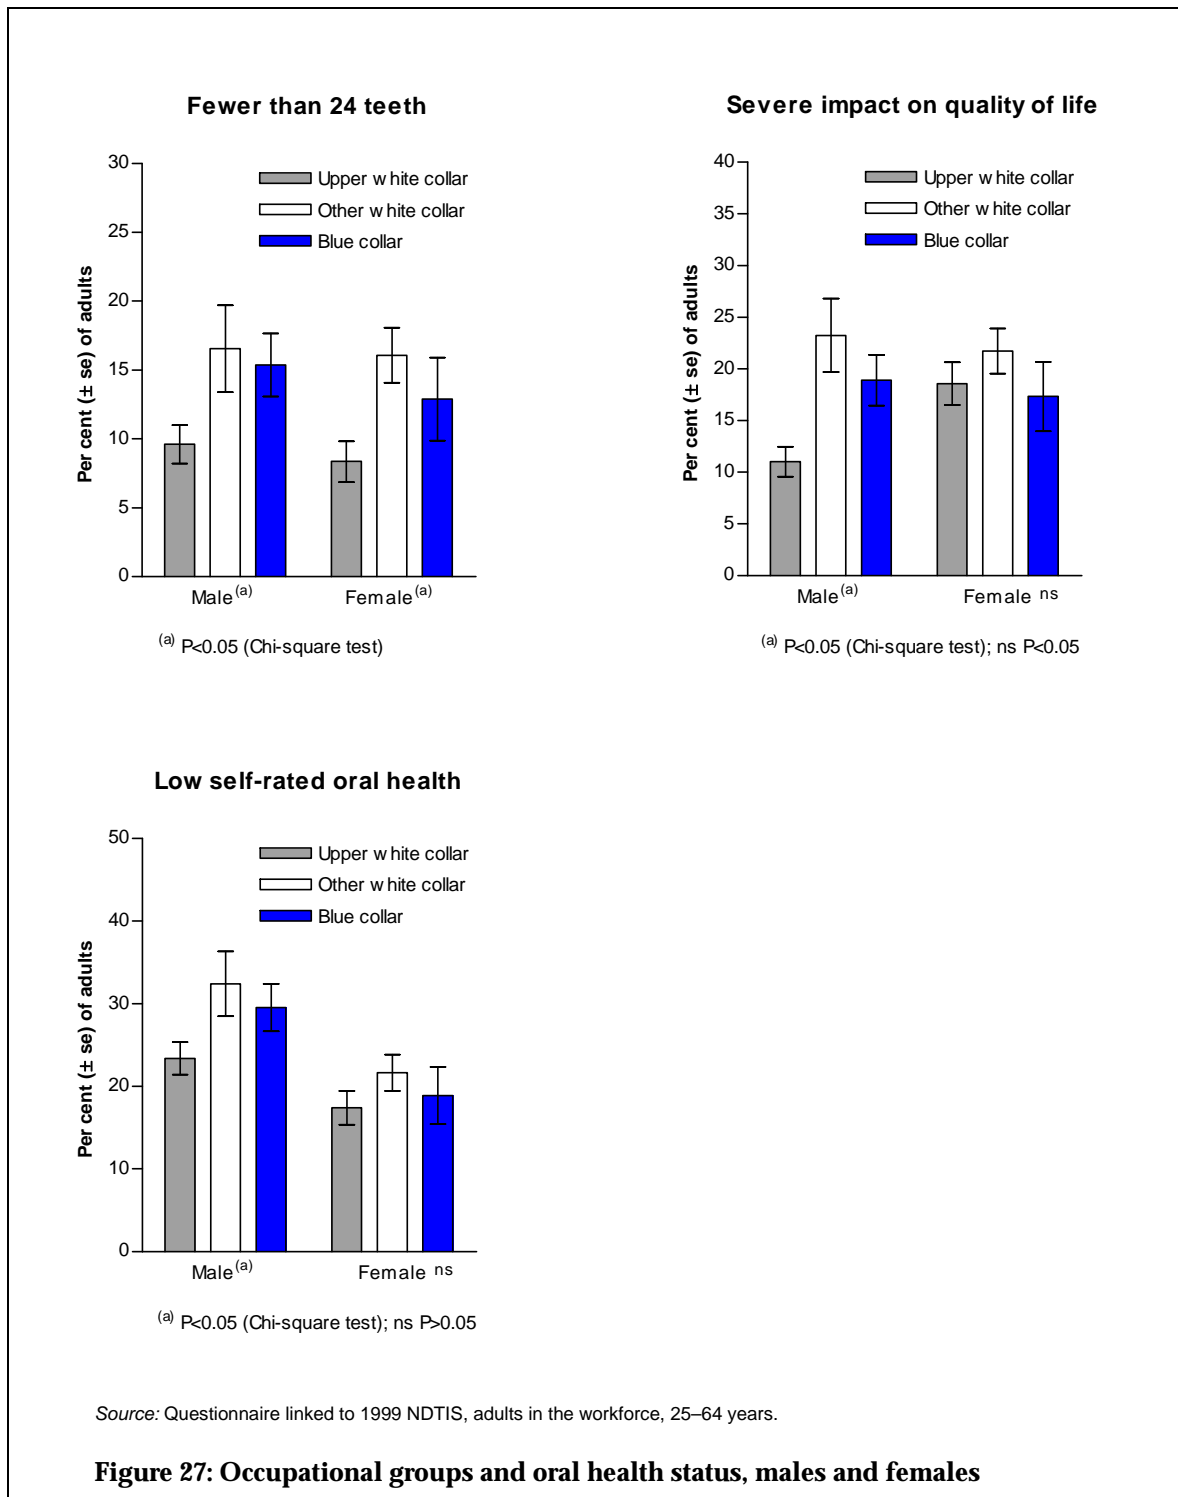 Fewer than 24 teeth
30
25
20
15
10
5
0
Per cent (± se) of adults
Upper white collar
Other white collar
Blue collar
Male(a)
Female(a)
(a) P<0.05 (Chi-square test)
Severe impact on quality of life
40
35
30
25
20
15
10
5
0
Per cent (± se) of adults
Upper white collar
Other white collar
Blue collar
Male(a)
Female ns
(a) P<0.05 (Chi-square test); ns P<0.05
Low self-rated oral health
50
40
30
20
10
0
Per cent (± se) of adults
Upper white collar
Other white collar
Blue collar
Male(a)
Female ns
(a) P<0.05 (Chi-square test); ns P>0.05
Source: Questionnaire linked to 1999 NDTIS, adults in the workforce, 25–64 years.
Figure 27: Occupational groups and oral health status, males and females